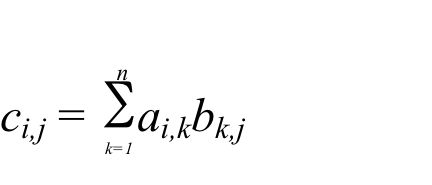 c_{i,j} = \sum_{k=1}^{n} a_{i,k} b_{k,j}